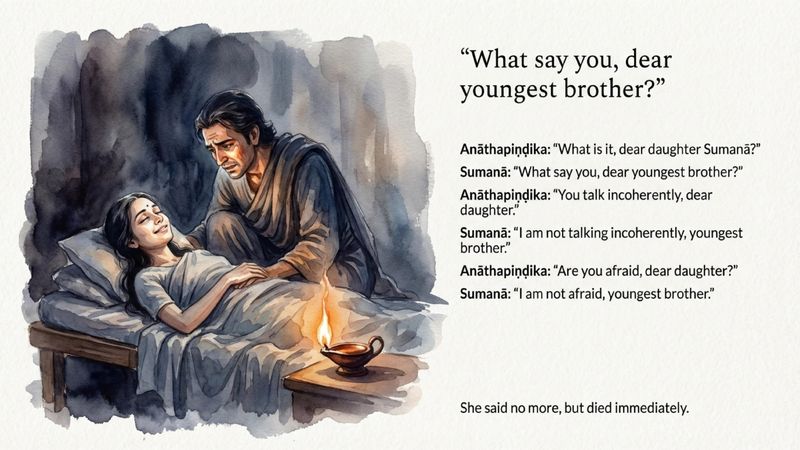 “What say you, dear
youngest brother?”
Anāthapiṇḍika: “What is it, dear daughter Sumanā?”
Sumanā: “What say you, dear youngest brother?”
Anāthapiṇḍika: “You talk incoherently, dear
daughter.”
Sumanā: “I am not talking incoherently, youngest
brother.”
Anāthapiṇḍika: “Are you afraid, dear daughter?”
Sumanā: “I am not afraid, youngest brother.”
She said no more, but died immediately.